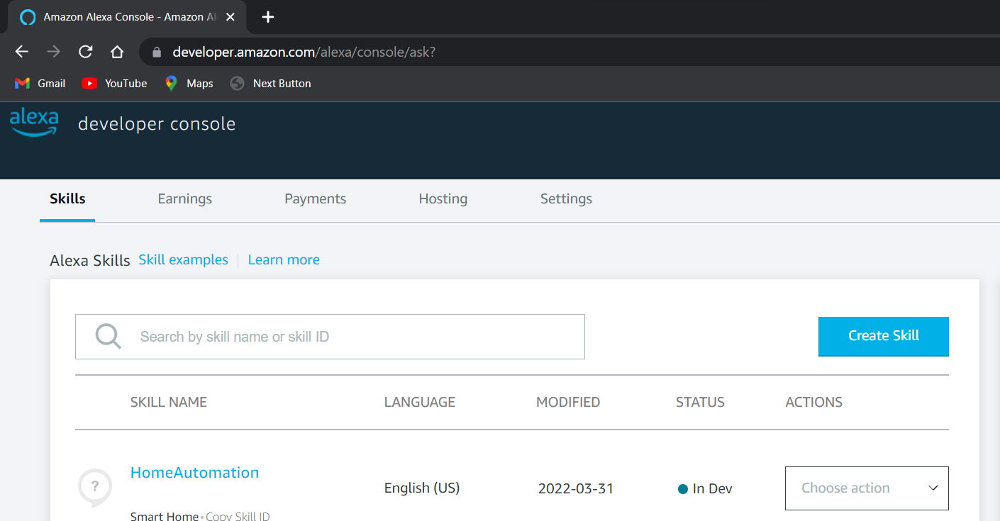 Amazon Alexa Console - Amazon Al
developer.amazon.com/alexa/console/ask?
Gmail YouTube Maps Next Button
alexa developer console
Skills Earnings Payments Hosting Settings
Alexa Skills Skill examples | Learn more
Search by skill name or skill ID Create Skill
SKILL NAME LANGUAGE MODIFIED STATUS ACTIONS
HomeAutomation
? English (US) 2022-03-31 In Dev Choose action
Smart Home • Copy Skill ID